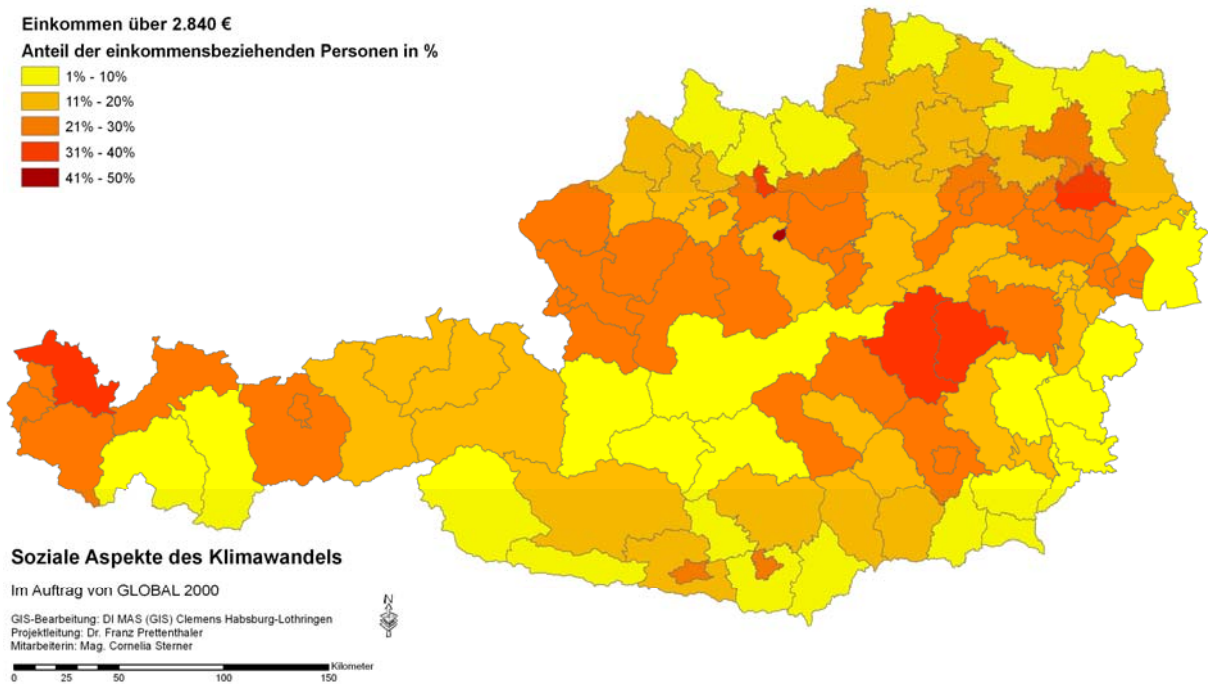 Einkommen über 2.840 €
Anteil der einkommensbeziehenden Personen in %
1% - 10%
11% - 20%
21% - 30%
31% - 40%
41% - 50%
Soziale Aspekte des Klimawandels
Im Auftrag von GLOBAL 2000
GIS-Bearbeitung: DI MAS (GIS) Clemens Habsburg-Lothringen
Projektleitung: Dr. Franz Prettenthaler
Mitarbeiterin: Mag. Cornelia Sterner
N
Kilometer
0 25 50 100 150